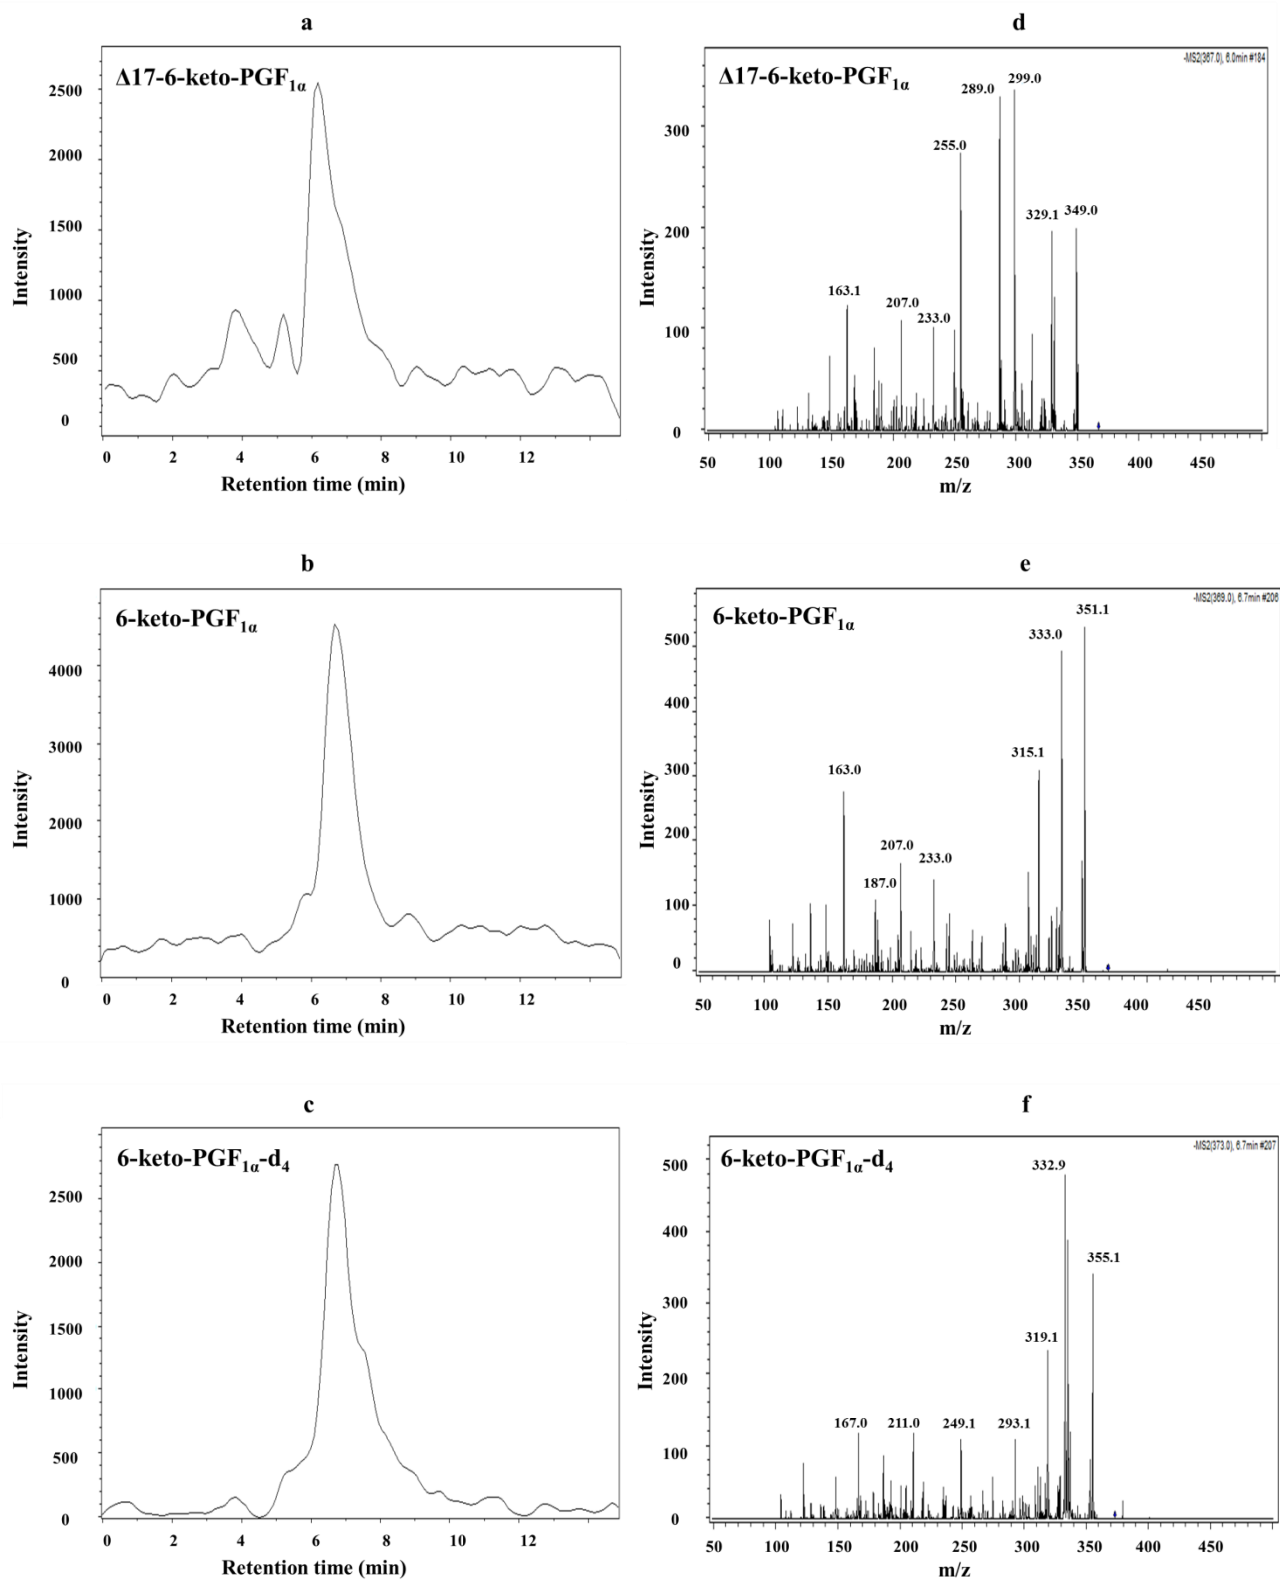 a
Δ17-6-keto-PGF1α
2500
2000
1500
1000
500
0
Intensity
0 2 4 6 8 10 12
Retention time (min)
d
-MS2(367.0), 6.0min #184
Δ17-6-keto-PGF1α
299.0
289.0
255.0
329.1 349.0
163.1
207.0
233.0
300
200
100
0
Intensity
50 100 150 200 250 300 350 400 450
m/z
b
6-keto-PGF1α
4000
3000
2000
1000
0
Intensity
0 2 4 6 8 10 12
Retention time (min)
e
-MS2(369.0), 6.7min #206
6-keto-PGF1α
351.1
333.0
315.1
163.0
207.0
233.0
187.0
500
400
300
200
100
0
Intensity
50 100 150 200 250 300 350 400 450
m/z
c
6-keto-PGF1α-d4
2500
2000
1500
1000
500
0
Intensity
0 2 4 6 8 10 12
Retention time (min)
f
-MS2(373.0), 6.7min #207
6-keto-PGF1α-d4
332.9
355.1
319.1
167.0 211.0 249.1 293.1
500
400
300
200
100
0
Intensity
50 100 150 200 250 300 350 400 450
m/z